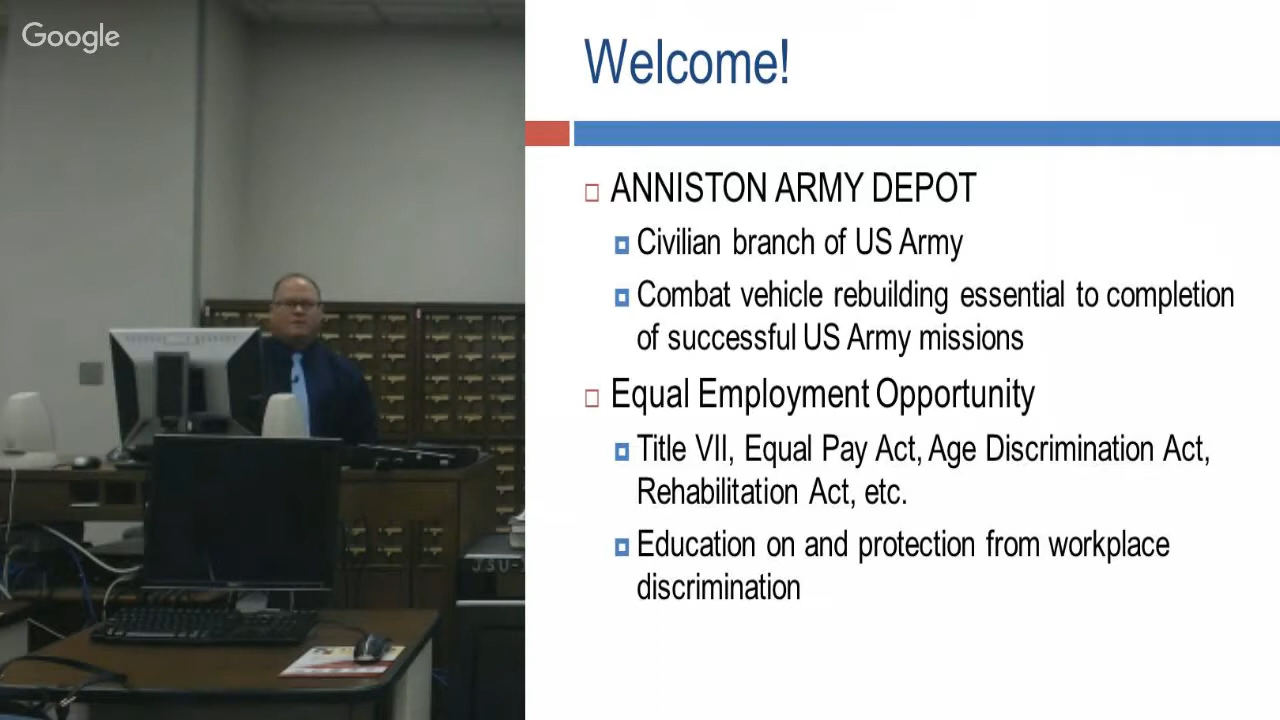 Google
Welcome!
ANNISTON ARMY DEPOT
Civilian branch of US Army
Combat vehicle rebuilding essential to completion
of successful US Army missions
Equal Employment Opportunity
Title VII, Equal Pay Act, Age Discrimination Act,
Rehabilitation Act, etc.
Education on and protection from workplace
discrimination